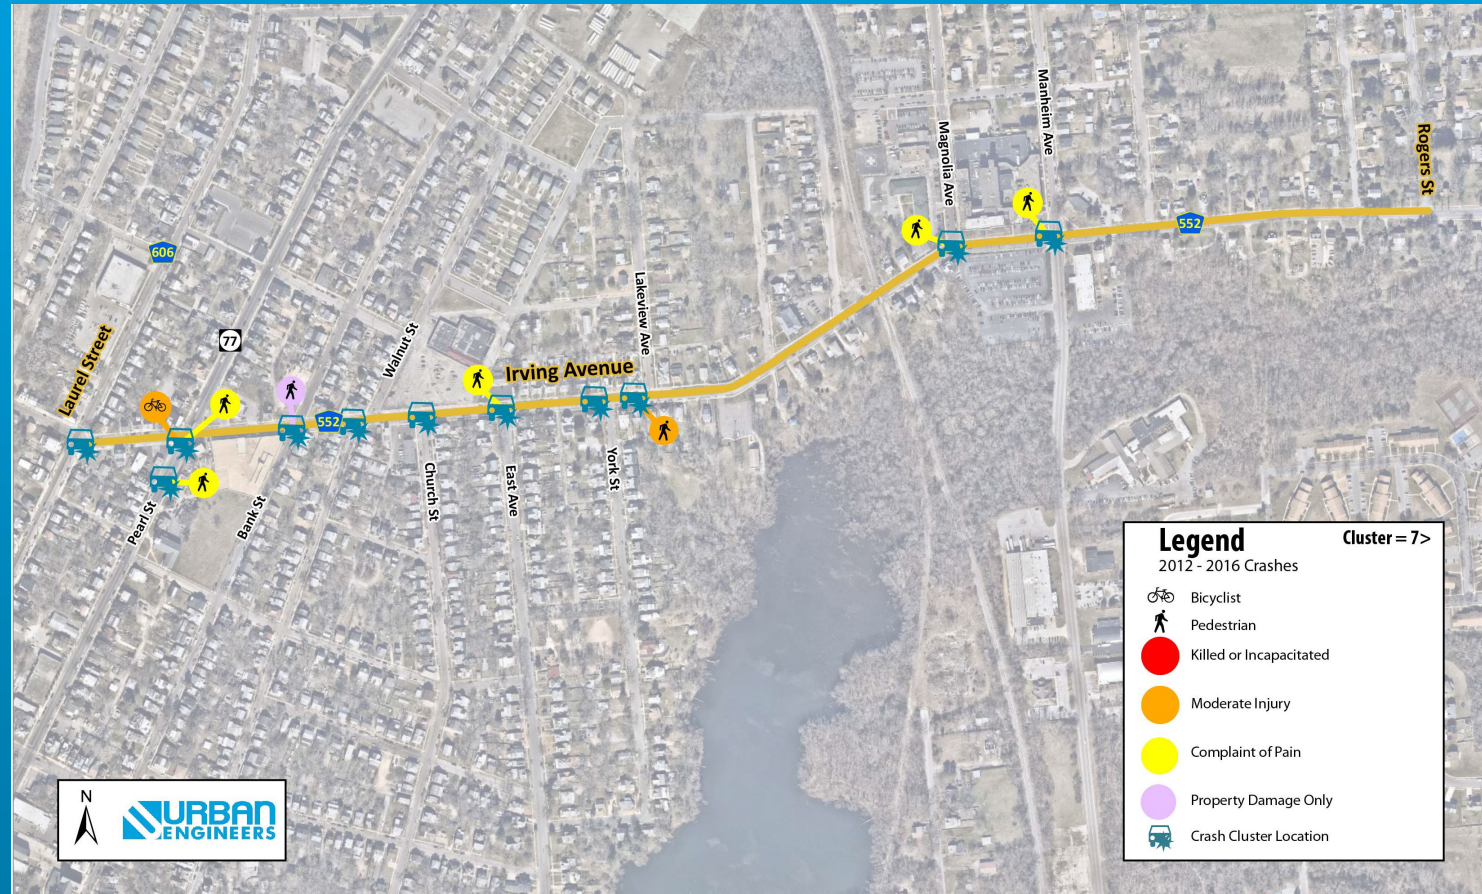 Manheim Ave
Magnolia Ave
Rogers St
552
606
77
Laurel Street
Walnut St
Lakeview Ave
Irving Avenue
552
Pearl St
Bank St
Church St
East Ave
York St
Legend
Cluster = 7>
2012 - 2016 Crashes
Bicyclist
Pedestrian
Killed or Incapacitated
Moderate Injury
Complaint of Pain
Property Damage Only
Crash Cluster Location
N
URBAN
ENGINEERS